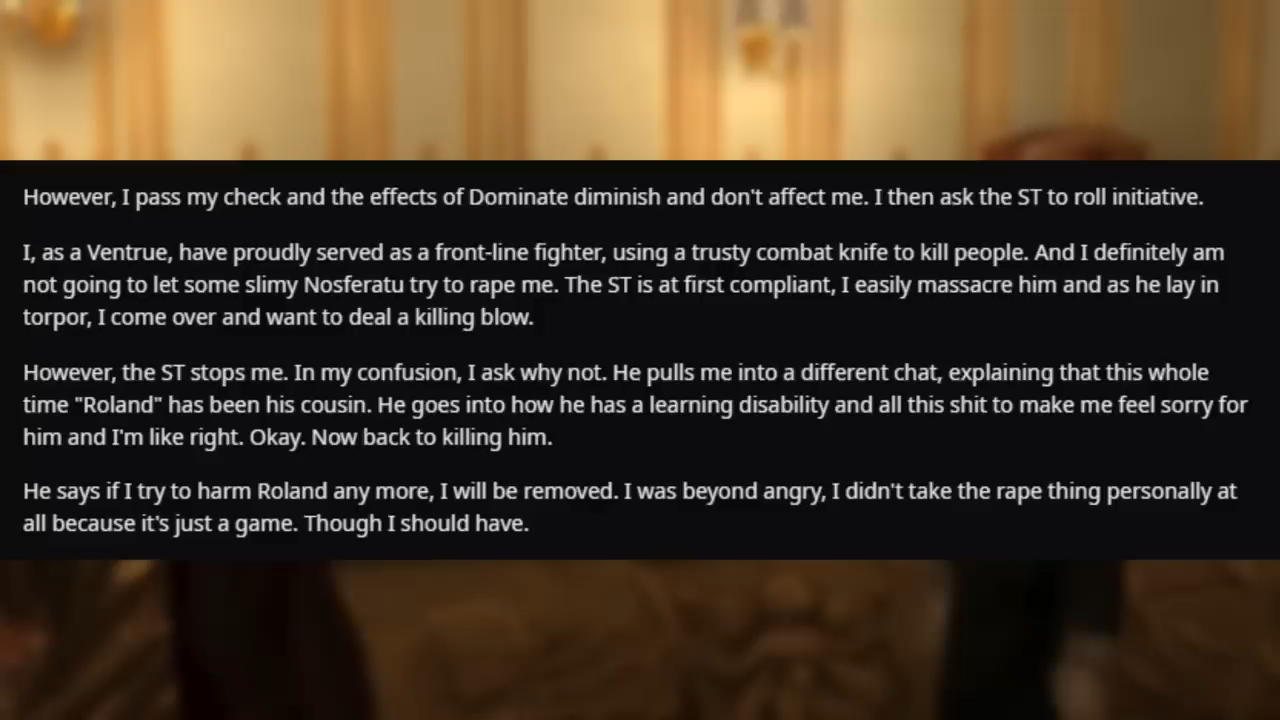 However, I pass my check and the effects of Dominate diminish and don't affect me. I then ask the ST to roll initiative.
I, as a Ventrue, have proudly served as a front-line fighter, using a trusty combat knife to kill people. And I definitely am
not going to let some slimy Nosferatu try to rape me. The ST is at first compliant, I easily massacre him and as he lay in
torpor, I come over and want to deal a killing blow.
However, the ST stops me. In my confusion, I ask why not. He pulls me into a different chat, explaining that this whole
time "Roland" has been his cousin. He goes into how he has a learning disability and all this shit to make me feel sorry for
him and I'm like right. Okay. Now back to killing him.
He says if I try to harm Roland any more, I will be removed. I was beyond angry, I didn't take the rape thing personally at
all because it's just a game. Though I should have.